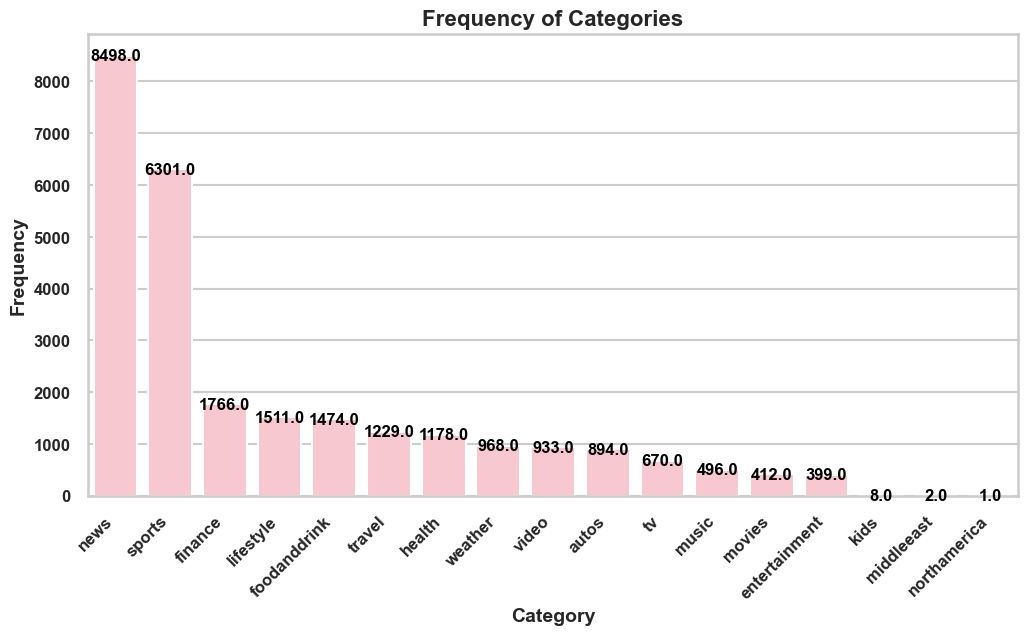 Frequency of Categories
Frequency
8000
7000
6000
5000
4000
3000
2000
1000
0
8498.0
6301.0
1766.0
1511.0
1474.0
1229.0
1178.0
968.0
933.0
894.0
670.0
496.0
412.0
399.0
8.0
2.0
1.0
news
sports
finance
lifestyle
foodanddrink
travel
health
weather
video
autos
tv
music
movies
entertainment
kids
middleeast
northamerica
Category